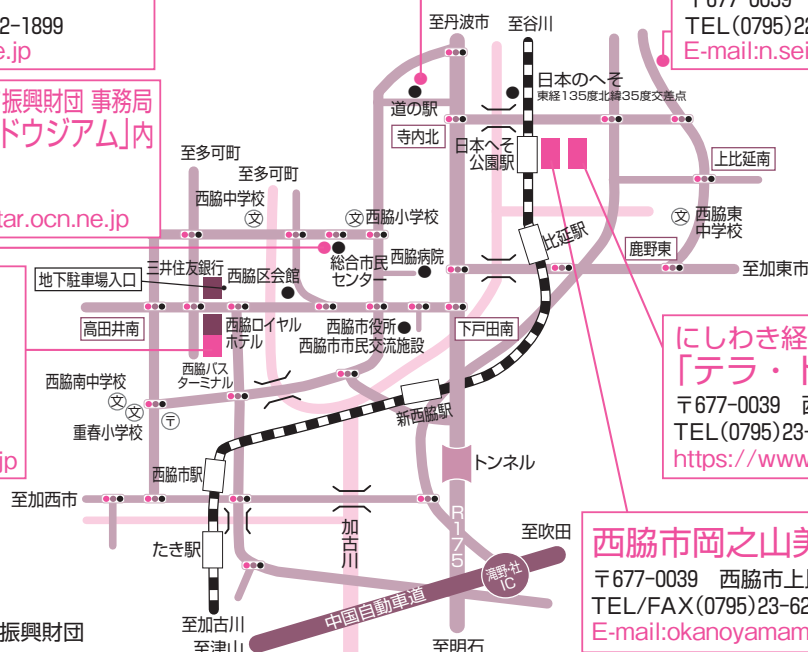 2-1899
e.jp
振興財団 事務局
ドウジアム」内
tar.ocn.ne.jp
jp
振興財団
至丹波市
至谷川
〒677-0039
TEL(0795)22
E-mail:n.sei
道の駅
日本のへそ
東経135度北緯35度交差点
寺内北
日本へそ
公園駅
上比延南
至多可町
至多可町
西脇中学校
文
文
西脇小学校
文
西脇東
中学校
比延駅
鹿野東
至加東市
総合市民
センター
西脇病院
三井住友銀行
地下駐車場入口
西脇区会館
高田井南
西脇ロイヤル
ホテル
西脇市役所
西脇市市民交流施設
下戸田南
西脇バス
ターミナル
西脇南中学校
文
文
〒
重春小学校
新西脇駅
にしわき経
「テラ・ド
〒677-0039 西
TEL(0795)23-
https://www
西脇市駅
トンネル
至加西市
加古川
R175
至吹田
たき駅
滝野・社
IC
中国自動車道
至加古川
至津山
至明石
西脇市岡之山美
〒677-0039 西脇市上比
TEL/FAX(0795)23-62
E-mail:okanoyamam